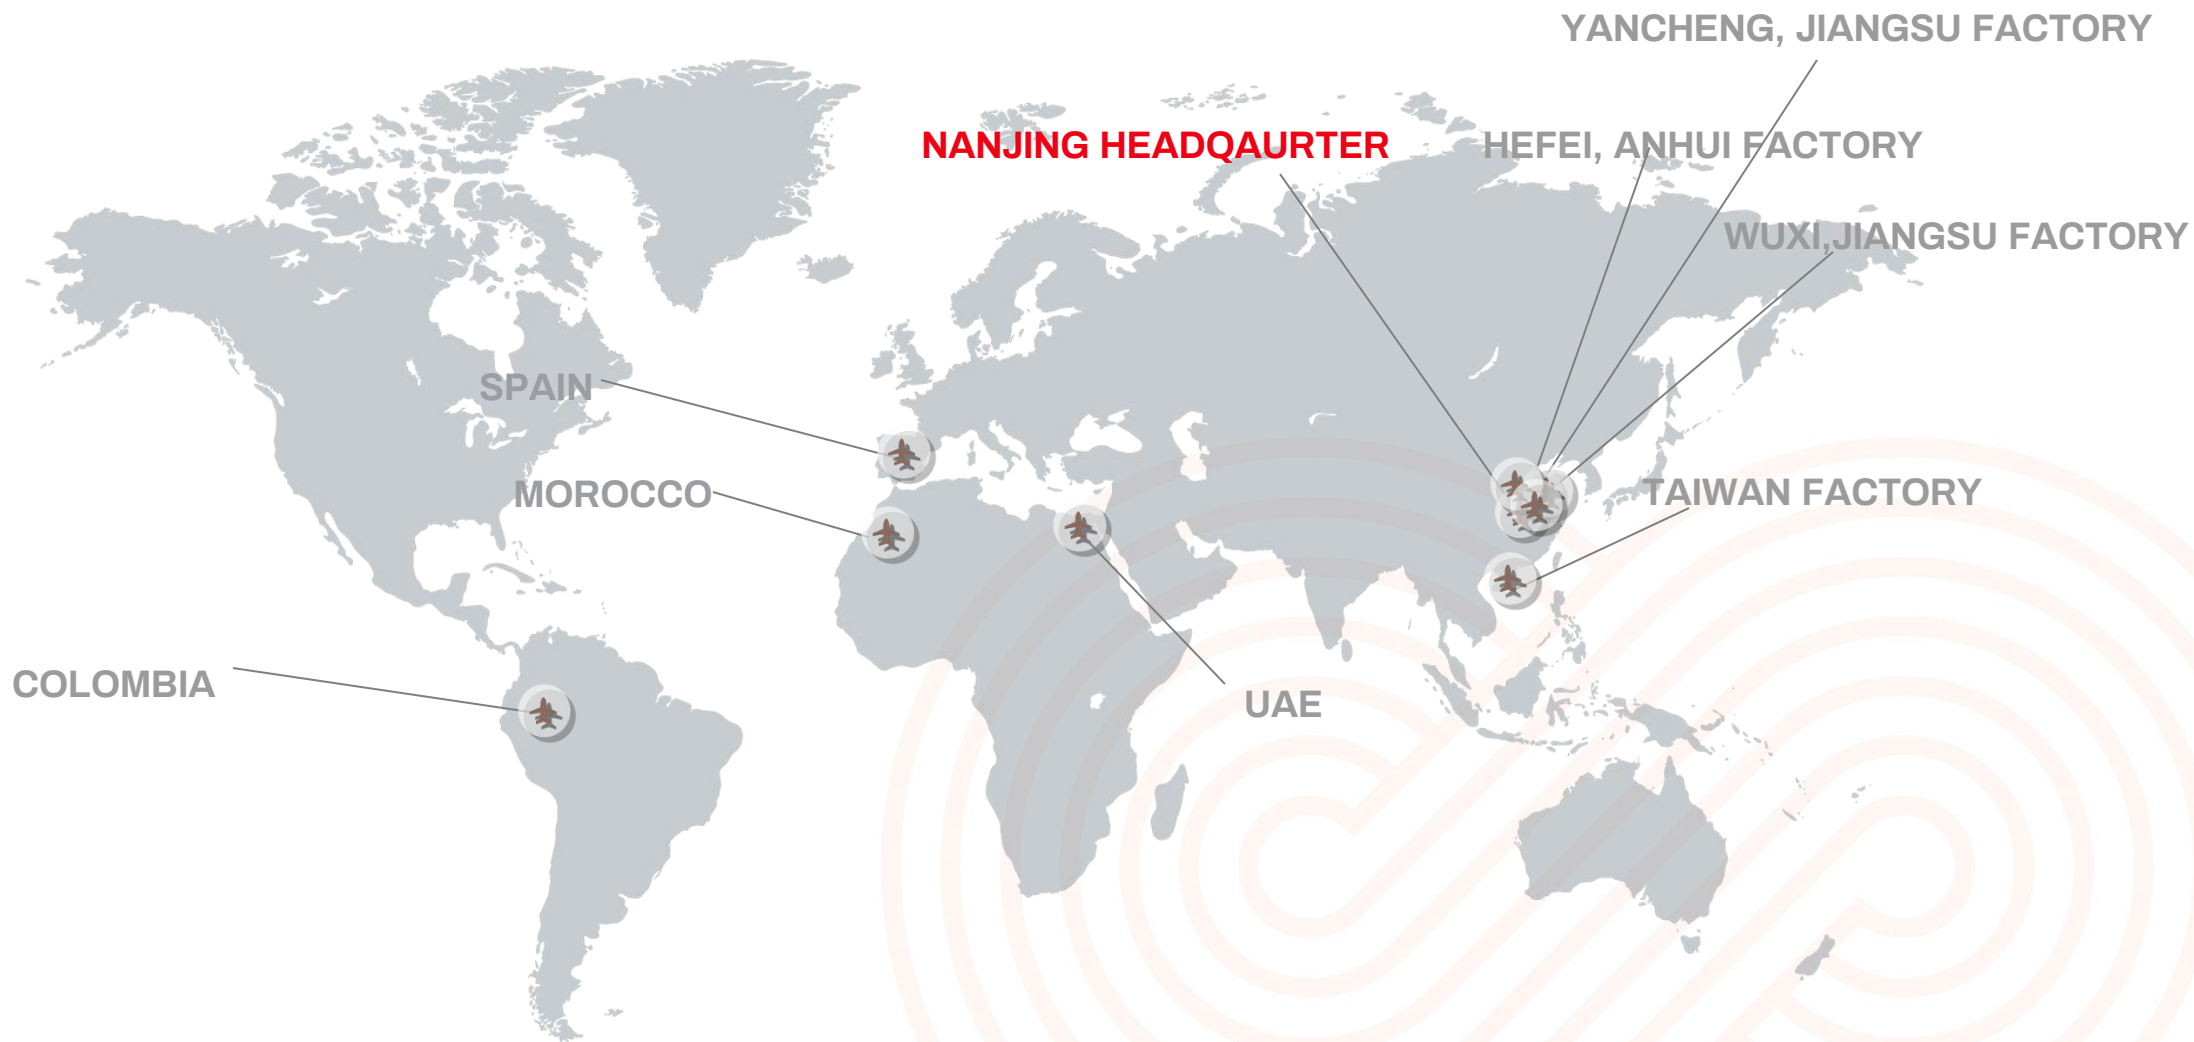 YANCHENG, JIANGSU FACTORY
NANJING HEADQAURTER
HEFEI, ANHUI FACTORY
WUXI,JIANGSU FACTORY
SPAIN
MOROCCO
TAIWAN FACTORY
COLOMBIA
UAE